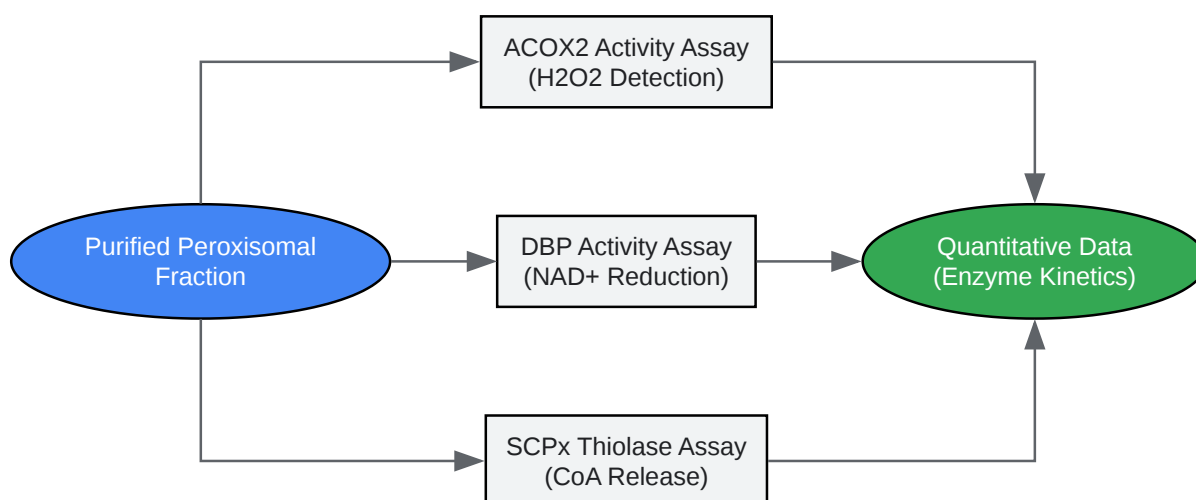 ACOX2 Activity Assay
(H2O2 Detection)
Purified Peroxisomal
Fraction
DBP Activity Assay
(NAD+ Reduction)
Quantitative Data
(Enzyme Kinetics)
SCPx Thiolase Assay
(CoA Release)